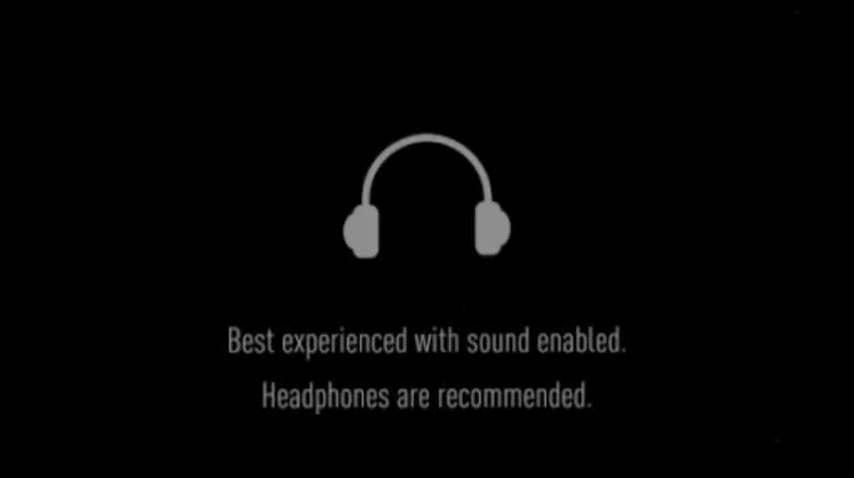 Best experienced with sound enabled.
Headphones are recommended.